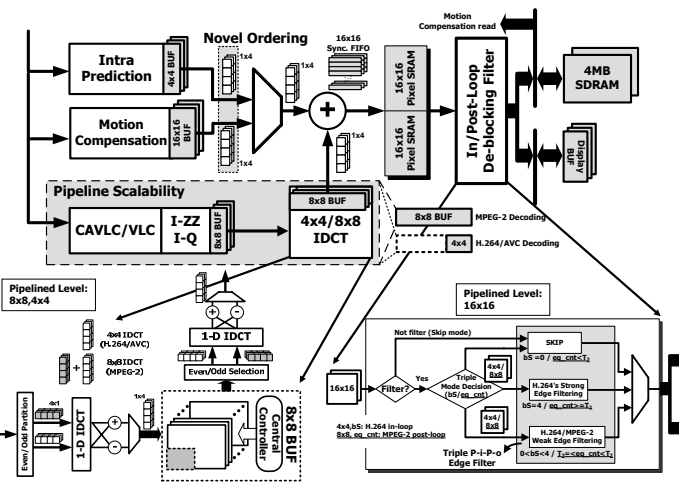 Motion
Compensation read
Novel Ordering
16x16
Sync. FIFO
1x4
1x4
1x4
1x4
1x4
Intra
Prediction
4x4 BUF
Motion
Compensation
16x16
BUF
16x16
Pixel SRAM
16x16
Pixel SRAM
In/Post-Loop
De-blocking Filter
4MB
SDRAM
Display
BUF
Pipeline Scalability
CAVLC/VLC
I-ZZ
I-Q
8x8 BUF
8x8 BUF
4x4/8x8
IDCT
8x8 BUF
MPEG-2 Decoding
4x4
H.264/AVC Decoding
Pipelined Level:
8x8,4x4
4x4 IDCT
(H.264/AVC)
8x8IDCT
(MPEG-2)
1-D IDCT
Even/Odd Selection
Even/Odd Partition
4x1
1-D IDCT
1x4
8x8 BUF
Central
Controller
Pipelined Level:
16x16
Not filter (Skip mode)
16x16
Filter?
Yes
Triple
Mode Decision
(bS/eq_cnt)
4x4/
8x8
4x4/
8x8
SKIP
bS=0 / eq_cnt<T3
H.264's Strong
Edge Filtering
bS=4 / eq_cnt>=T2
H.264/MPEG-2
Weak Edge Filtering
0<bS<4 / T3=<eq_cnt<T2
4x4,bS: H.264 in-loop
8x8, eq_cnt: MPEG-2 post-loop
Triple P-i-P-o
Edge Filter